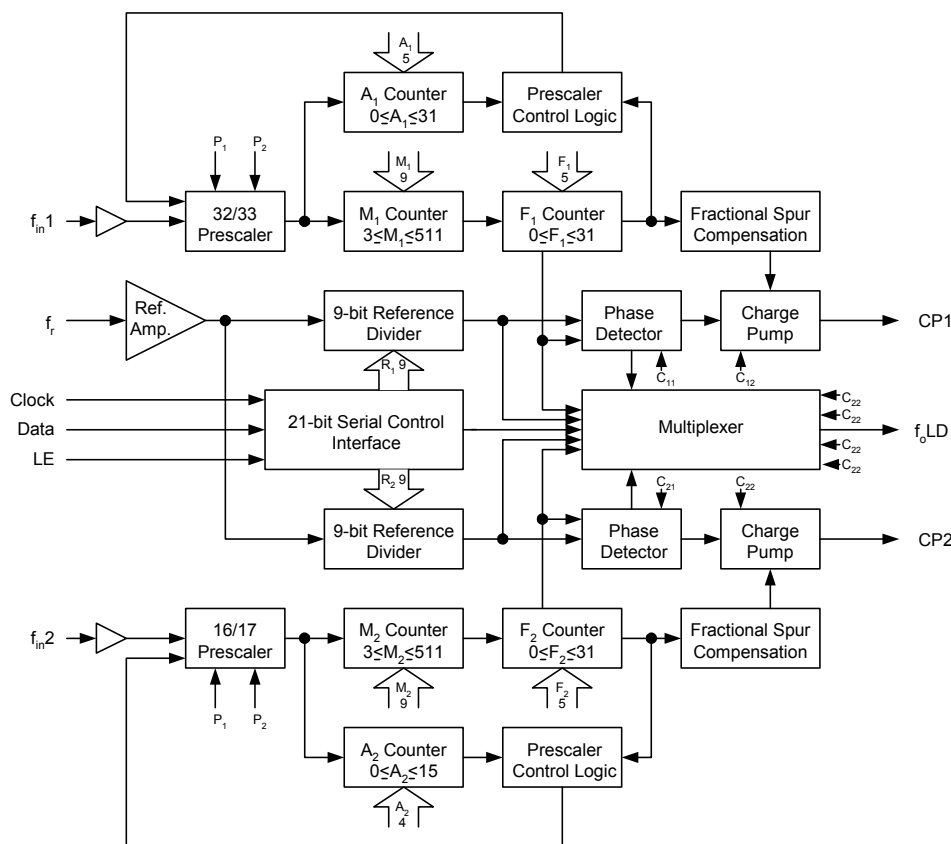 A₁
5
A₁ Counter
0≤A₁≤31
Prescaler
Control Logic
P₁
P₂
M₁
9
F₁
5
fᵢₙ1
32/33
Prescaler
M₁ Counter
3≤M₁≤511
F₁ Counter
0≤F₁≤31
Fractional Spur
Compensation
fᵣ
Ref.
Amp.
9-bit Reference
Divider
Phase
Detector
Charge
Pump
CP1
R₁ 9
C₁₁
C₁₂
Clock
Data
LE
21-bit Serial Control
Interface
Multiplexer
C₂₂
C₂₂
C₂₂
C₂₂
fₒLD
R₂ 9
C₂₁
C₂₂
9-bit Reference
Divider
Phase
Detector
Charge
Pump
CP2
fᵢₙ2
16/17
Prescaler
M₂ Counter
3≤M₂≤511
F₂ Counter
0≤F₂≤31
Fractional Spur
Compensation
P₁
P₂
M₂
9
F₂
5
A₂ Counter
0≤A₂≤15
Prescaler
Control Logic
A₂
4